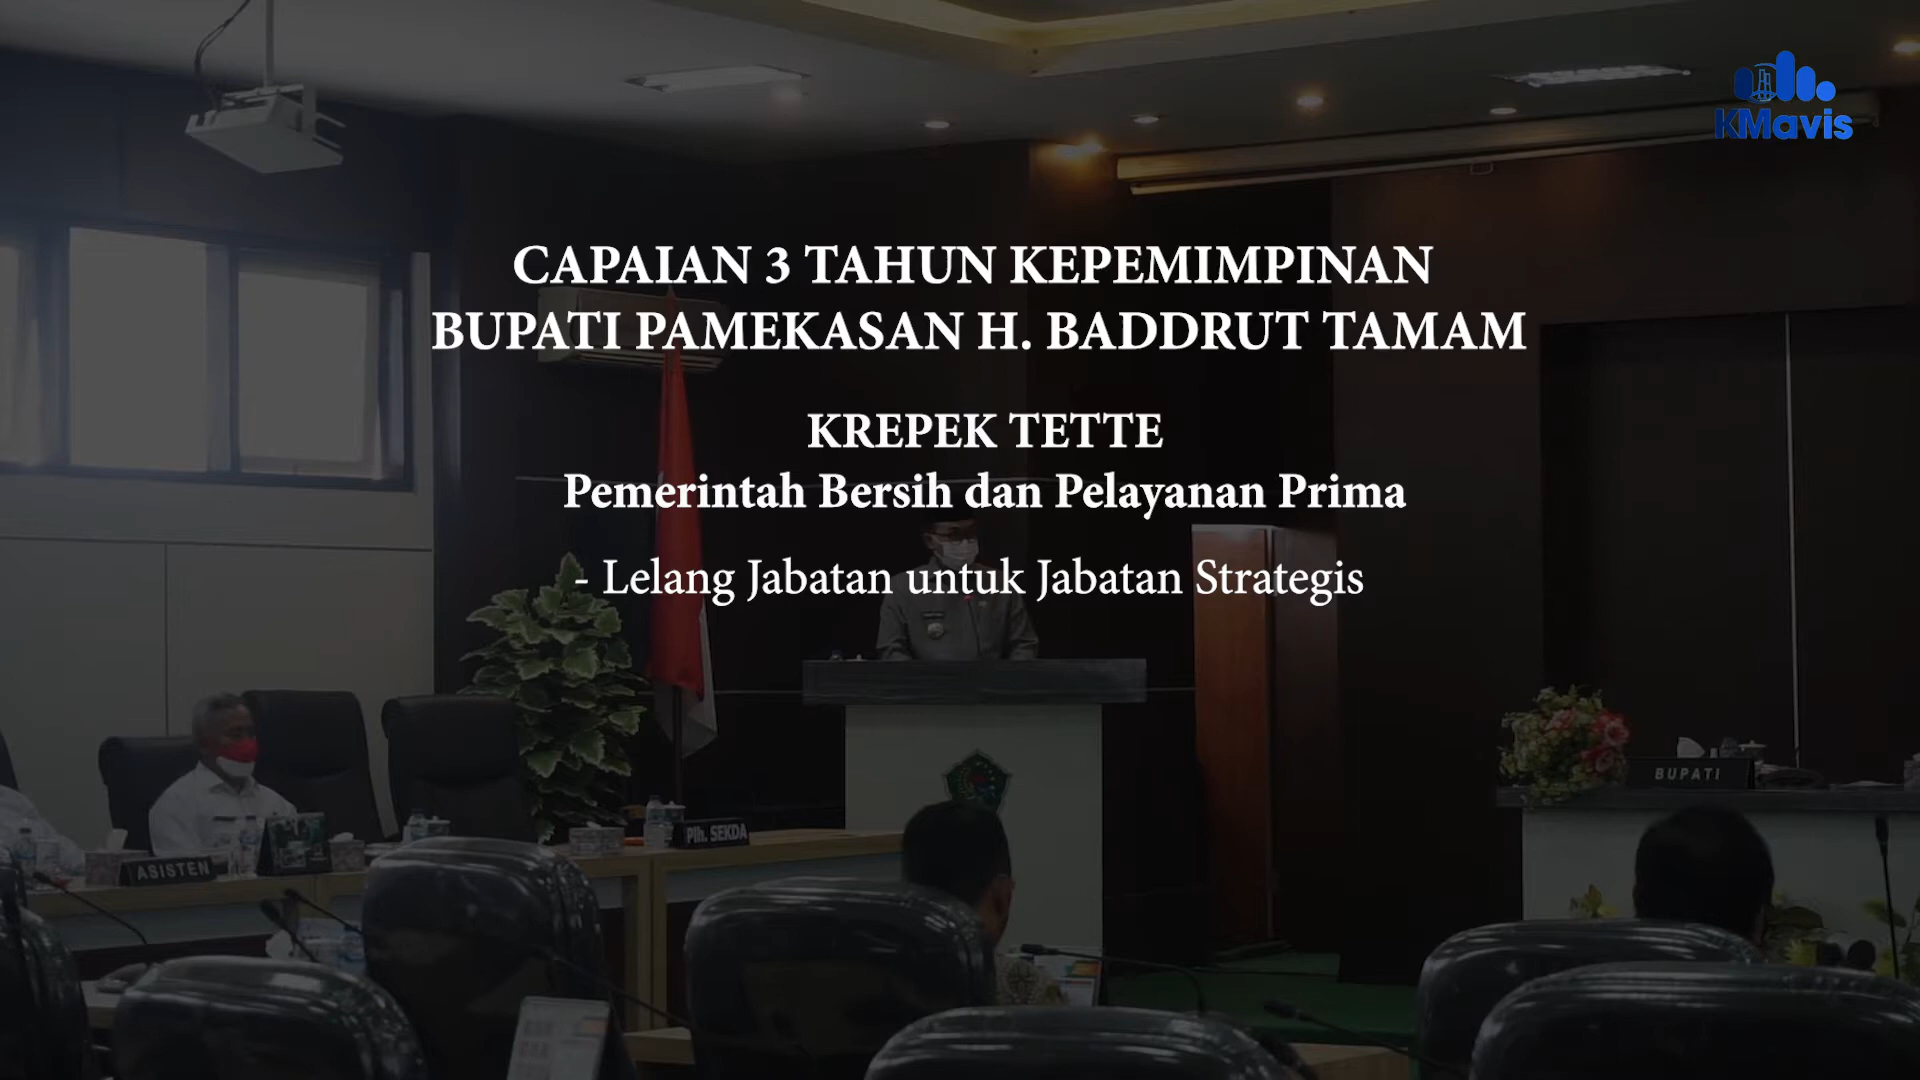 KMavis
CAPAIAN 3 TAHUN KEPEMIMPINAN
BUPATI PAMEKASAN H. BADDRUT TAMAM
KREPEK TETTE
Pemerintah Bersih dan Pelayanan Prima
- Lelang Jabatan untuk Jabatan Strategis
BUPATI
Plh. SEKDA
ASISTEN